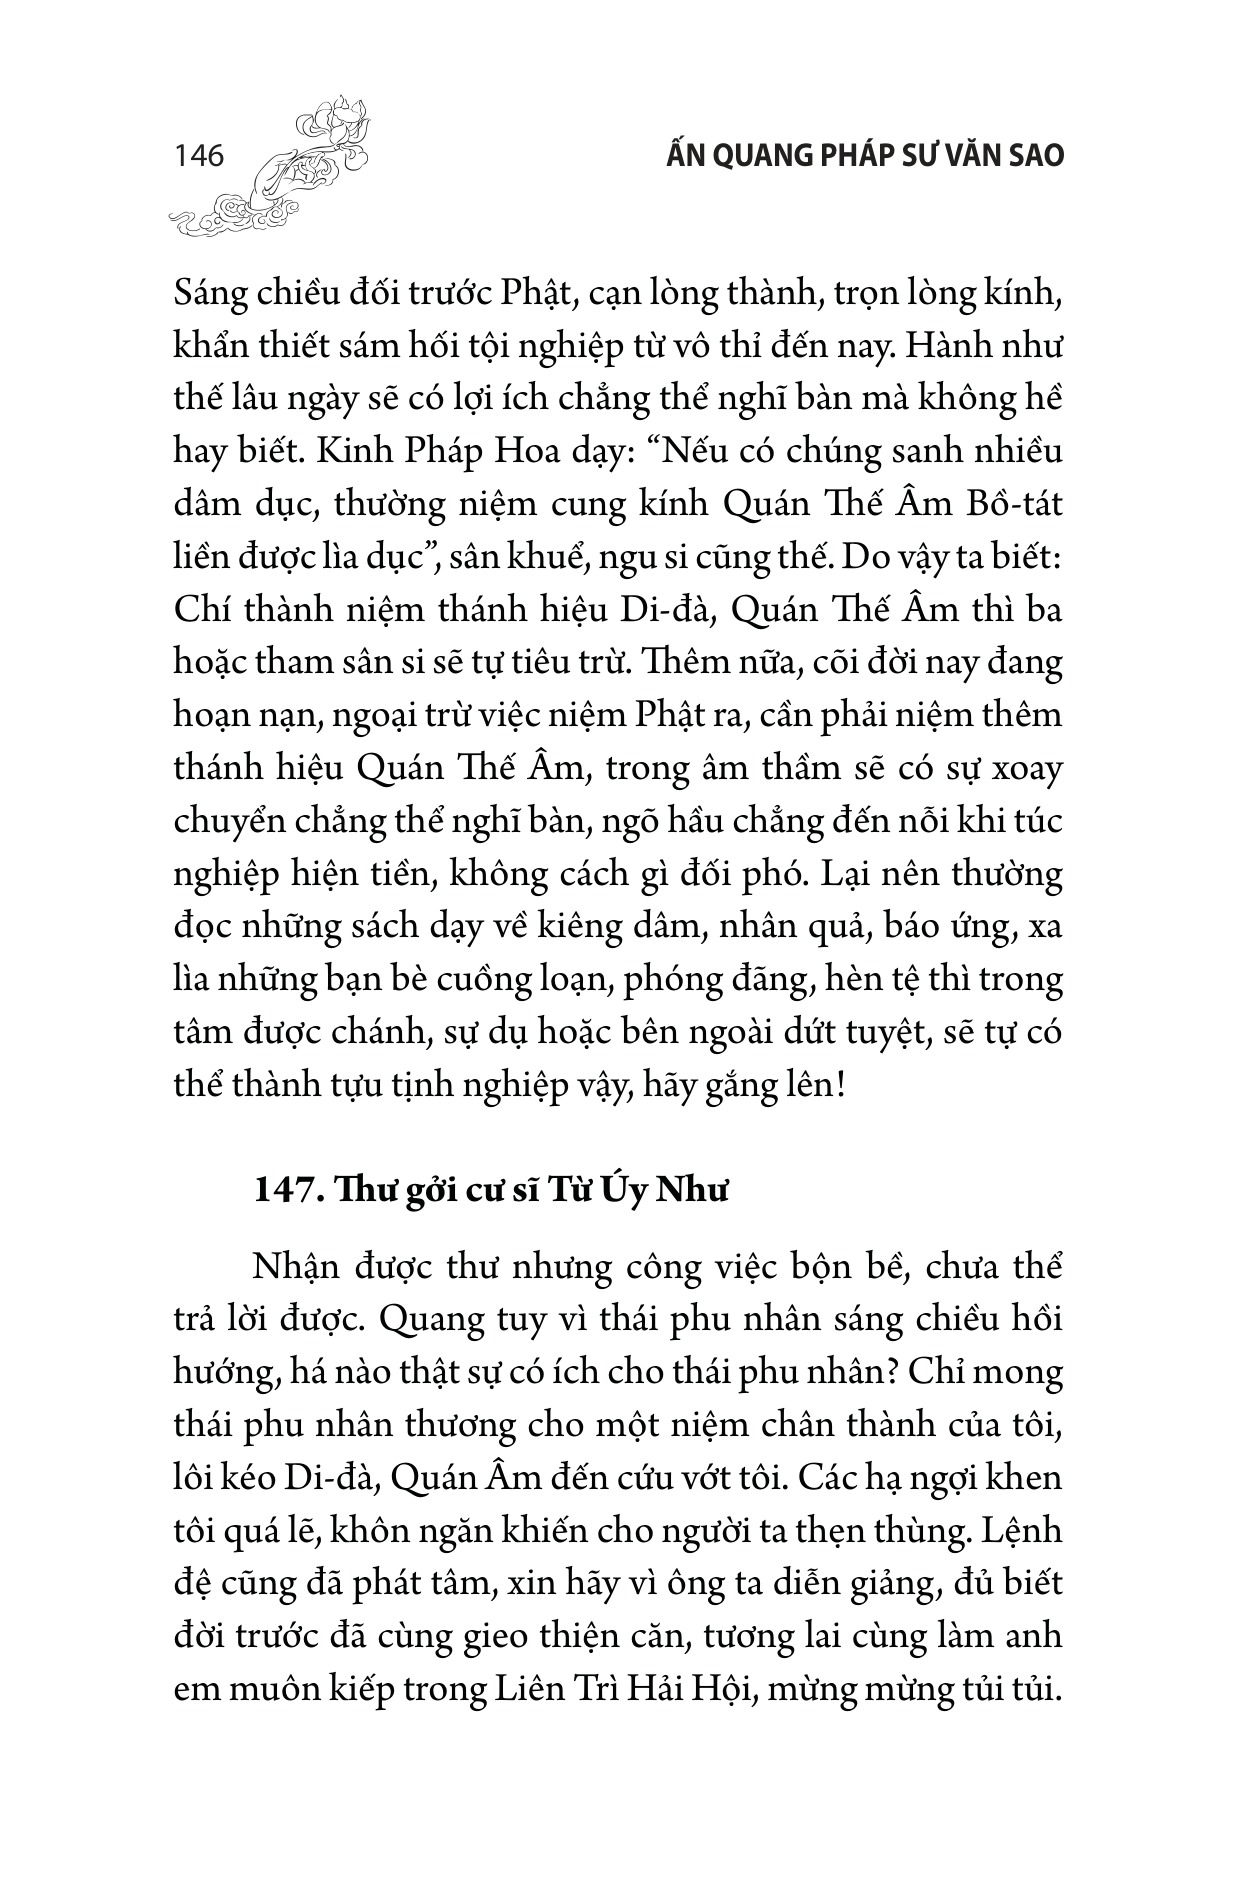 146
ẤN QUANG PHÁP SƯ VĂN SAO
Sáng chiều đối trước Phật, cạn lòng thành, trọn lòng kính,
khẩn thiết sám hối tội nghiệp từ vô thỉ đến nay. Hành như
thế lâu ngày sẽ có lợi ích chẳng thể nghĩ bàn mà không hề
hay biết. Kinh Pháp Hoa dạy: “Nếu có chúng sanh nhiều
dâm dục, thường niệm cung kính Quán Thế Âm Bồ-tát
liền được lìa dục”, sân khuể, ngu si cũng thế. Do vậy ta biết:
Chí thành niệm thánh hiệu Di-đà, Quán Thế Âm thì ba
hoặc tham sân si sẽ tự tiêu trừ. Thêm nữa, cõi đời nay đang
hoạn nạn, ngoại trừ việc niệm Phật ra, cần phải niệm thêm
thánh hiệu Quán Thế Âm, trong âm thầm sẽ có sự xoay
chuyển chẳng thể nghĩ bàn, ngõ hầu chẳng đến nỗi khi túc
nghiệp hiện tiền, không cách gì đối phó. Lại nên thường
đọc những sách dạy về kiêng dâm, nhân quả, báo ứng, xa
lìa những bạn bè cuồng loạn, phóng đãng, hèn tệ thì trong
tâm được chánh, sự dụ hoặc bên ngoài dứt tuyệt, sẽ tự có
thể thành tựu tịnh nghiệp vậy, hãy gắng lên!
147. Thư gởi cư sĩ Từ Úy Như
Nhận được thư nhưng công việc bộn bề, chưa thể
trả lời được. Quang tuy vì thái phu nhân sáng chiều hồi
hướng, há nào thật sự có ích cho thái phu nhân? Chỉ mong
thái phu nhân thương cho một niệm chân thành của tôi,
lôi kéo Di-đà, Quán Âm đến cứu vớt tôi. Các hạ ngợi khen
tôi quá lẽ, khôn ngăn khiến cho người ta thẹn thùng. Lệnh
đệ cũng đã phát tâm, xin hãy vì ông ta diễn giảng, đủ biết
đời trước đã cùng gieo thiện căn, tương lai cùng làm anh
em muôn kiếp trong Liên Trì Hải Hội, mừng mừng tủi tủi.